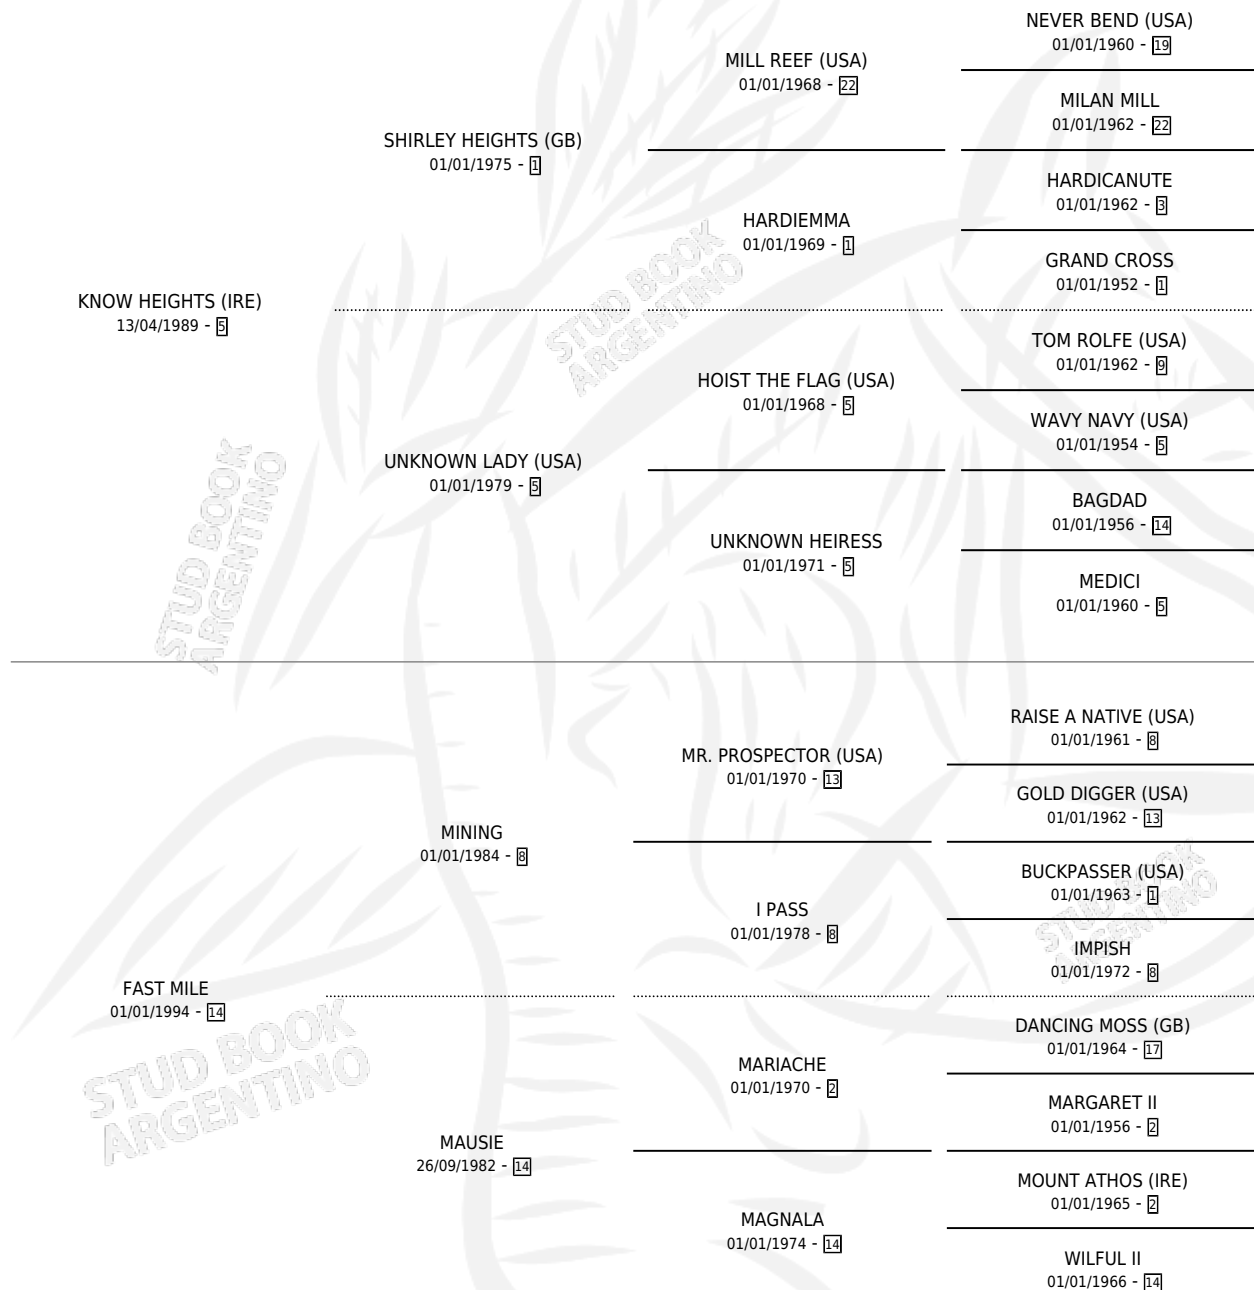 NEVER BEND (USA)
01/01/1960 - 19
MILL REEF (USA)
01/01/1968 - 22
MILAN MILL
01/01/1962 - 22
SHIRLEY HEIGHTS (GB)
01/01/1975 - 1
HARDICANUTE
01/01/1962 - 3
HARDIEMMA
01/01/1969 - 1
GRAND CROSS
01/01/1952 - 1
KNOW HEIGHTS (IRE)
13/04/1989 - 5
TOM ROLFE (USA)
01/01/1962 - 9
HOIST THE FLAG (USA)
01/01/1968 - 5
WAVY NAVY (USA)
01/01/1954 - 5
UNKNOWN LADY (USA)
01/01/1979 - 5
BAGDAD
01/01/1956 - 14
UNKNOWN HEIRESS
01/01/1971 - 5
MEDICI
01/01/1960 - 5
RAISE A NATIVE (USA)
01/01/1961 - 8
MR. PROSPECTOR (USA)
01/01/1970 - 13
GOLD DIGGER (USA)
01/01/1962 - 13
MINING
01/01/1984 - 8
BUCKPASSER (USA)
01/01/1963 - 1
I PASS
01/01/1978 - 8
IMPISH
01/01/1972 - 8
FAST MILE
01/01/1994 - 14
DANCING MOSS (GB)
01/01/1964 - 17
MARIACHE
01/01/1970 - 2
MARGARET II
01/01/1956 - 2
MAUSIE
26/09/1982 - 14
MOUNT ATHOS (IRE)
01/01/1965 - 2
MAGNALA
01/01/1974 - 14
WILFUL II
01/01/1966 - 14
STUD BOOK
ARGENTINO
STUD BOOK
ARGENTINO
STUD BOOK
ARGENTINO
STUD BOOK
ARGENTINO